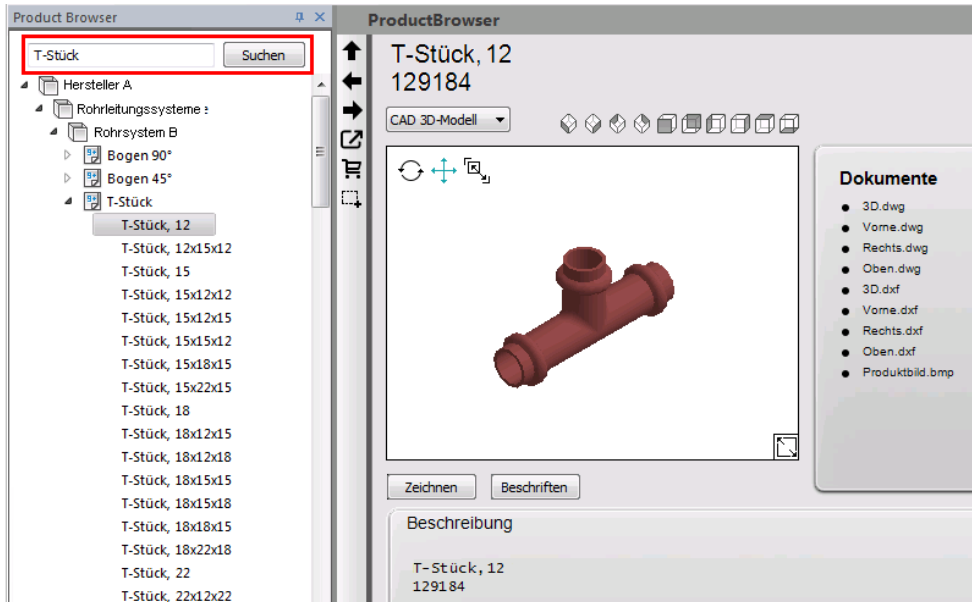 Product Browser
T-Stück
Suchen
Hersteller A
Rohrleitungssysteme :
Rohrsystem B
Bogen 90°
Bogen 45°
T-Stück
T-Stück, 12
T-Stück, 12x15x12
T-Stück, 15
T-Stück, 15x12x12
T-Stück, 15x12x15
T-Stück, 15x15x12
T-Stück, 15x18x15
T-Stück, 15x22x15
T-Stück, 18
T-Stück, 18x12x15
T-Stück, 18x12x18
T-Stück, 18x15x15
T-Stück, 18x15x18
T-Stück, 18x18x15
T-Stück, 18x22x18
T-Stück, 22
T-Stück, 22x12x22
ProductBrowser
T-Stück, 12
129184
CAD 3D-Modell
Zeichnen
Beschriften
Dokumente
3D.dwg
Vorne.dwg
Rechts.dwg
Oben.dwg
3D.dxf
Vorne.dxf
Rechts.dxf
Oben.dxf
Produktbild.bmp
Beschreibung
T-Stück, 12
129184